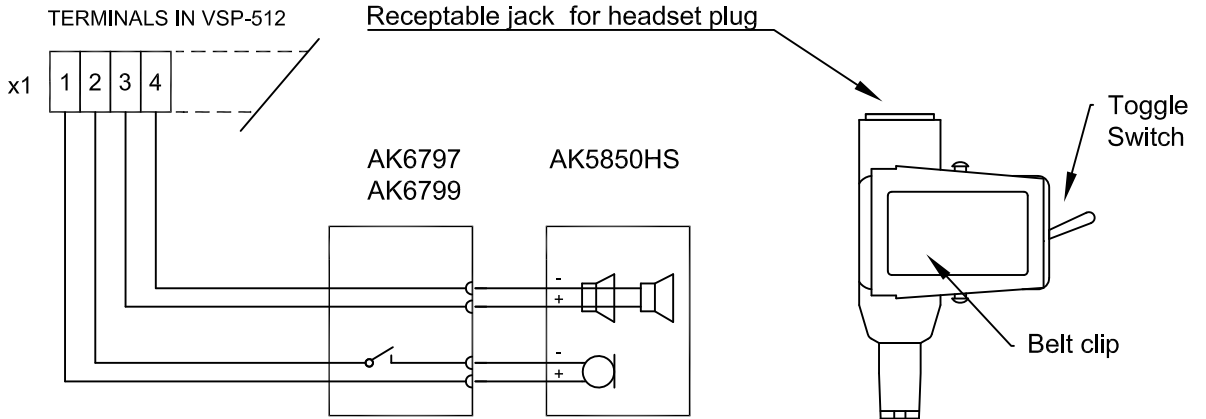 TERMINALS IN VSP-512
Receptable jack for headset plug
x1 1 2 3 4
Toggle
Switch
AK6797
AK6799
AK5850HS
-
+
-
+
Belt clip